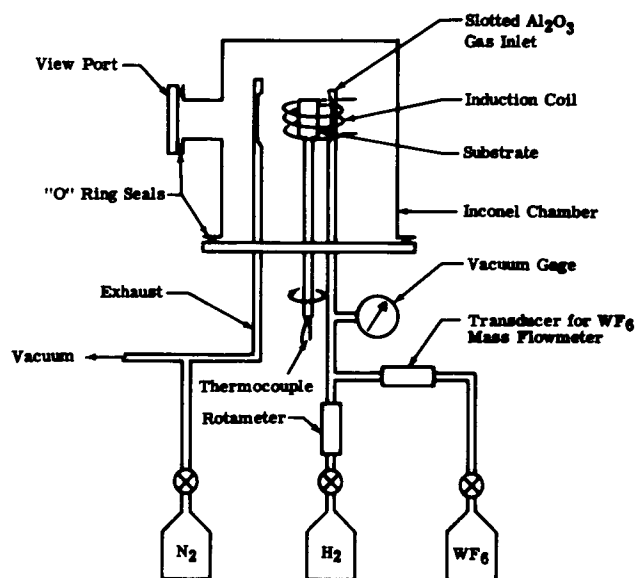 Slotted Al2O3
Gas Inlet
View Port
Induction Coil
Substrate
"O" Ring Seals
Inconel Chamber
Vacuum Gage
Exhaust
Transducer for WF6
Mass Flowmeter
Vacuum
Thermocouple
Rotameter
N2
H2
WF6